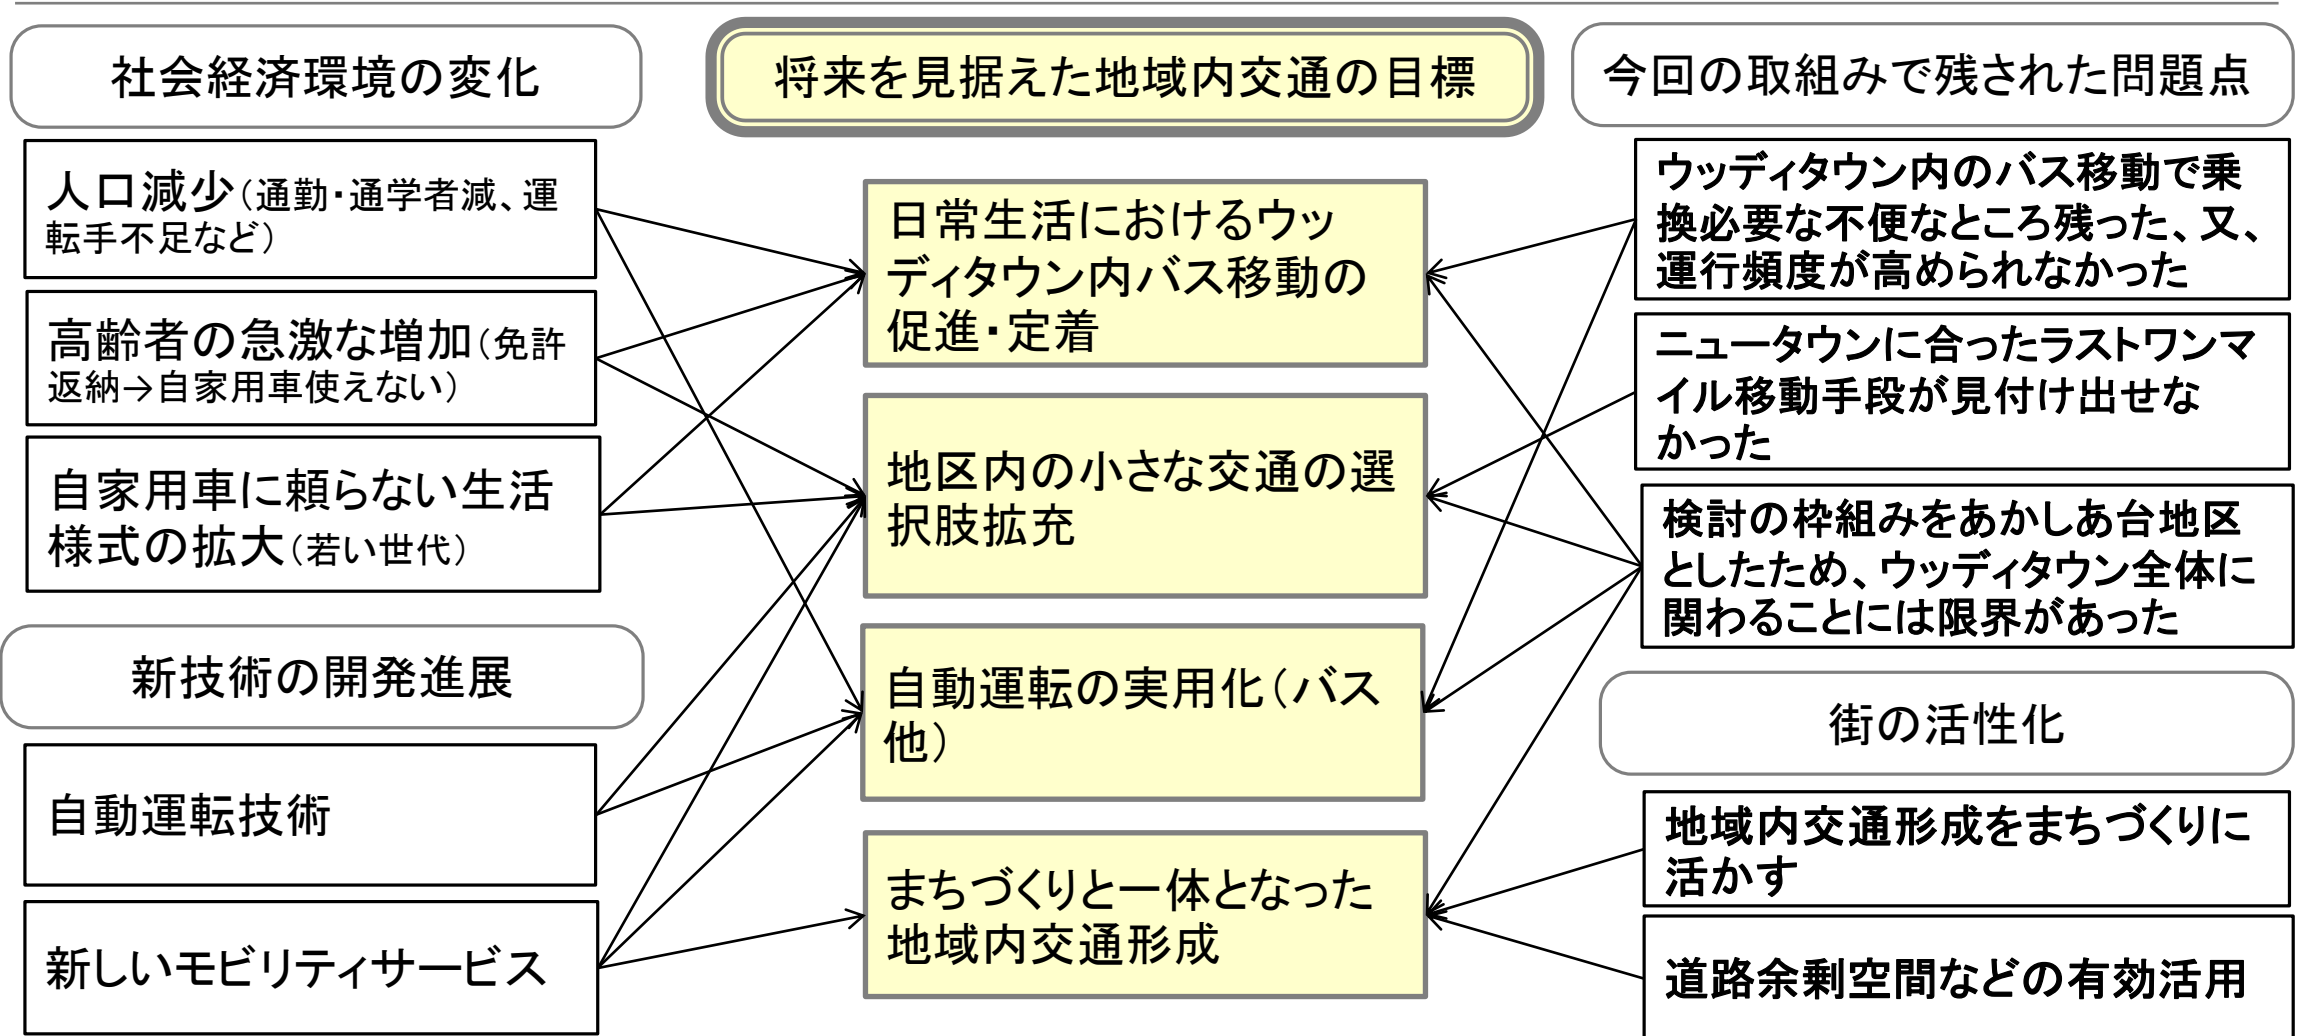 社会経済環境の変化
人口減少（通勤・通学者減、運
転手不足など）
高齢者の急激な増加（免許
返納→自家用車使えない）
自家用車に頼らない生活
様式の拡大（若い世代）
新技術の開発進展
自動運転技術
新しいモビリティサービス
将来を見据えた地域内交通の目標
日常生活におけるウッ
ディタウン内バス移動の
促進・定着
地区内の小さな交通の選
択肢拡充
自動運転の実用化（バス
他）
まちづくりと一体となった
地域内交通形成
今回の取組みで残された問題点
ウッディタウン内のバス移動で乗
換必要な不便なところ残った、又、
運行頻度が高められなかった
ニュータウンに合ったラストワンマ
イル移動手段が見付け出せな
かった
検討の枠組みをあかしあ台地区
としたため、ウッディタウン全体に
関わることには限界があった
街の活性化
地域内交通形成をまちづくりに
活かす
道路余剰空間などの有効活用